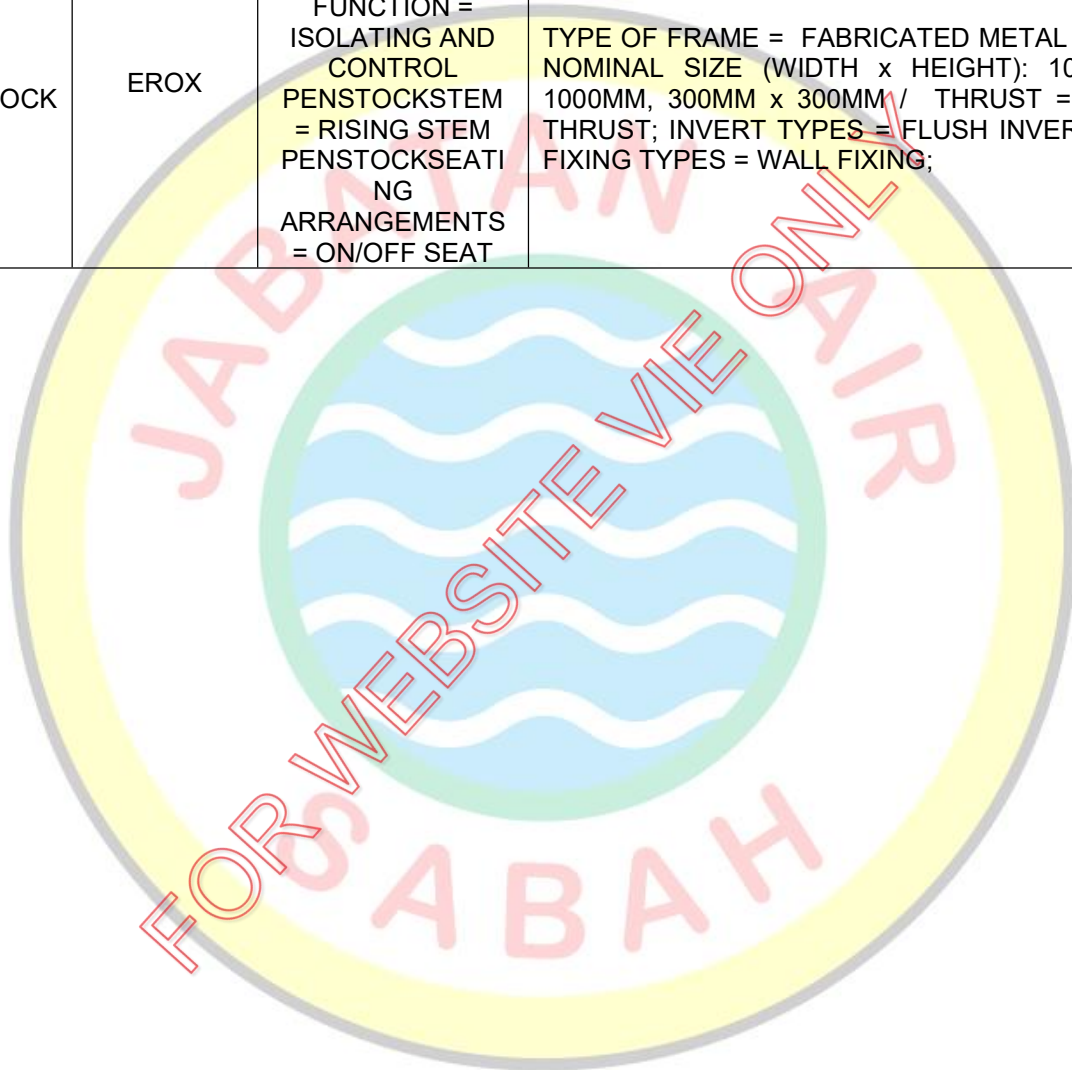 OCK
EROX
FUNCTION =
ISOLATING AND
CONTROL
PENSTOCKSTEM
= RISING STEM
PENSTOCKSEATI
NG
ARRANGEMENTS
= ON/OFF SEAT
TYPE OF FRAME = FABRICATED METAL
NOMINAL SIZE (WIDTH x HEIGHT): 10
1000MM, 300MM x 300MM / THRUST =
THRUST; INVERT TYPES = FLUSH INVER
FIXING TYPES = WALL FIXING;
JABATAN AIR
SABAH
FOR WEBSITE VIE ONLY